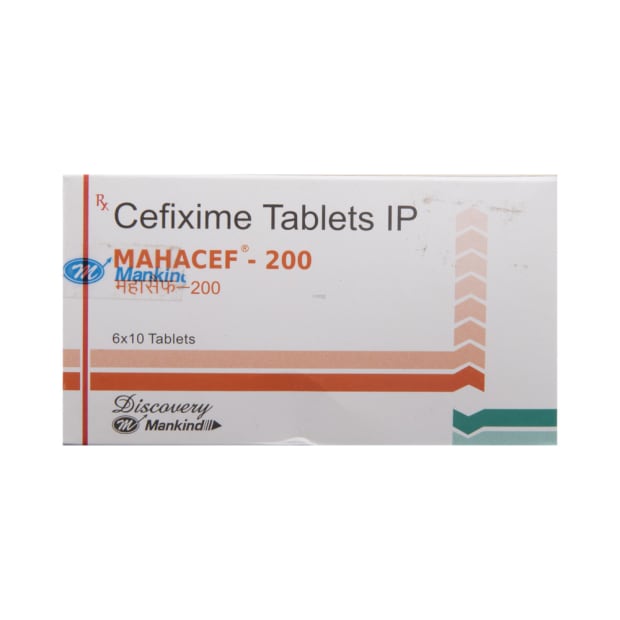 Rx Cefixime Tablets IP
MAHACEF® - 200
M Mankind
महासेफ-200
6x10 Tablets
Discovery
M Mankind